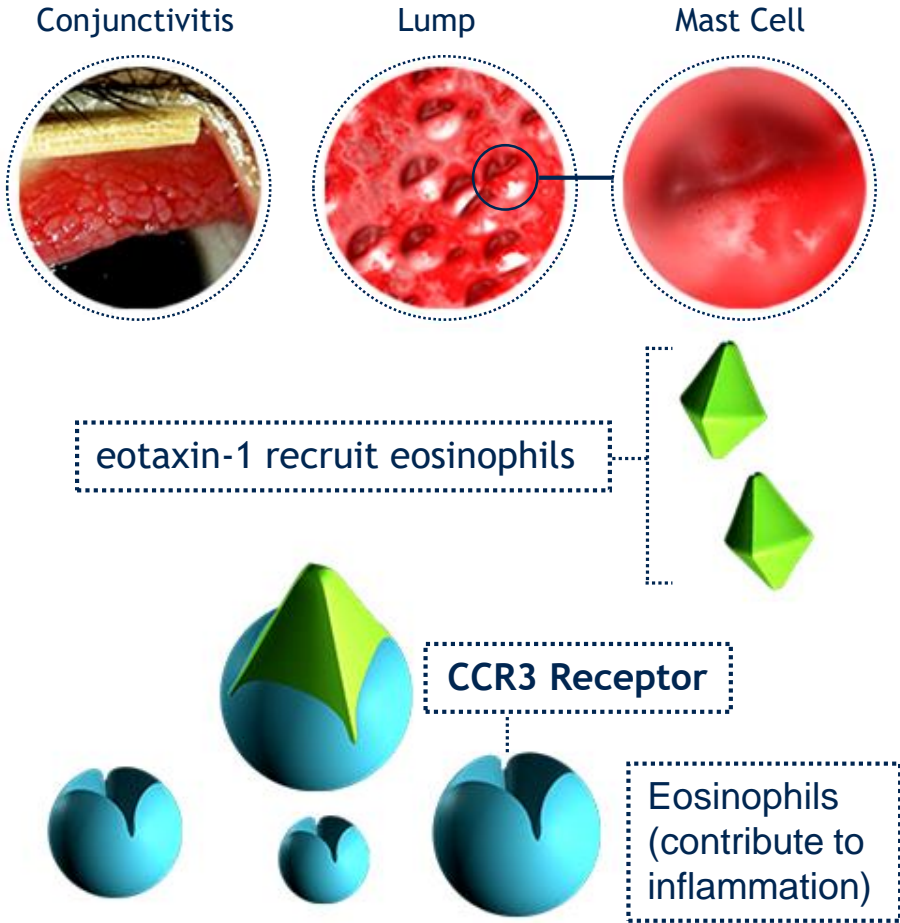 Conjunctivitis
Lump
Mast Cell
eotaxin-1 recruit eosinophils
CCR3 Receptor
Eosinophils
(contribute to
inflammation)